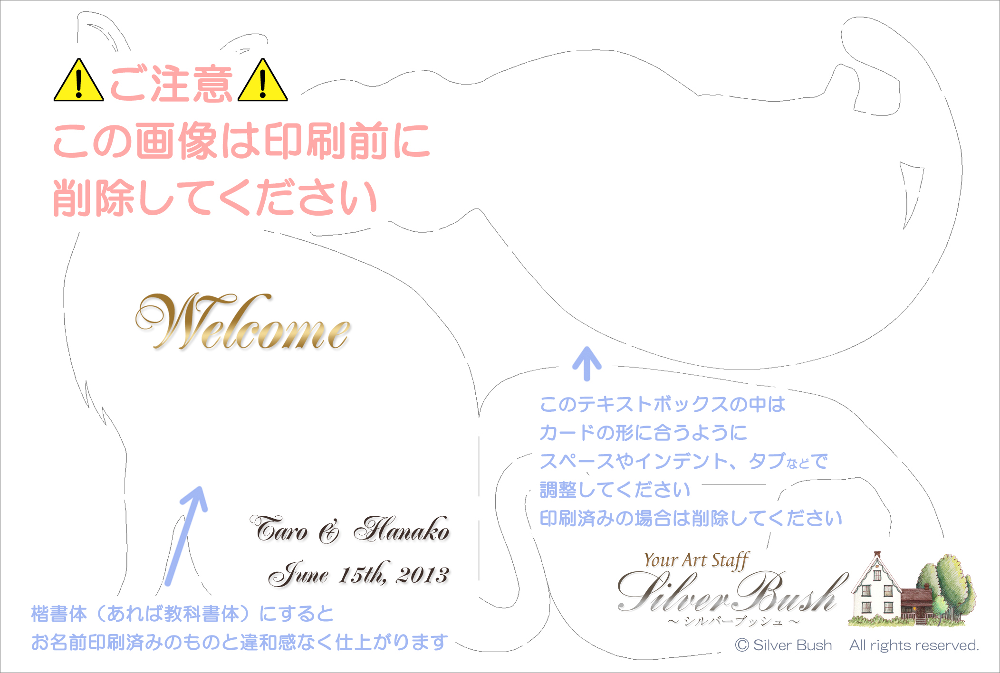 ご注意
この画像は印刷前に
削除してください
Welcome
Taro & Hanako
June 15th, 2013
楷書体（あれば教科書体）にすると
お名前印刷済みのものと違和感なく仕上がります
このテキストボックスの中は
カードの形に合うように
スペースやインデント、タブなどで
調整してください
印刷済みの場合は削除してください
Your Art Staff
Silver Bush
～シルバーブッシュ～
© Silver Bush All rights reserved.